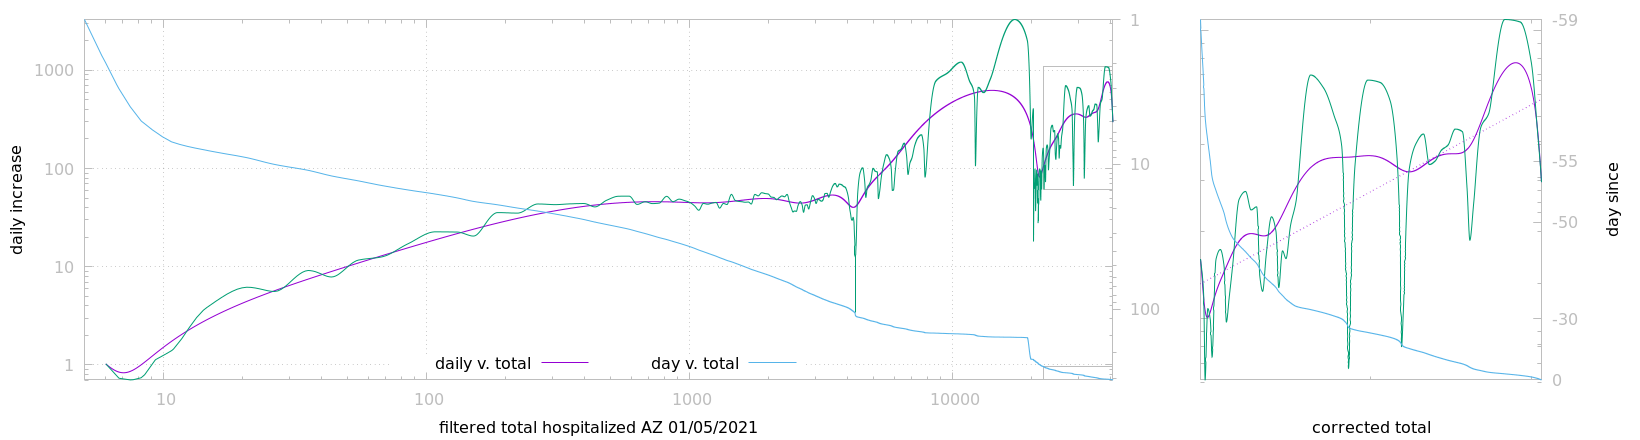 daily increase
1000
100
10
1
daily v. total
day v. total
10
100
1000
10000
filtered total hospitalized AZ 01/05/2021
1
10
100
-59
-55
-50
-30
0
day since
corrected total